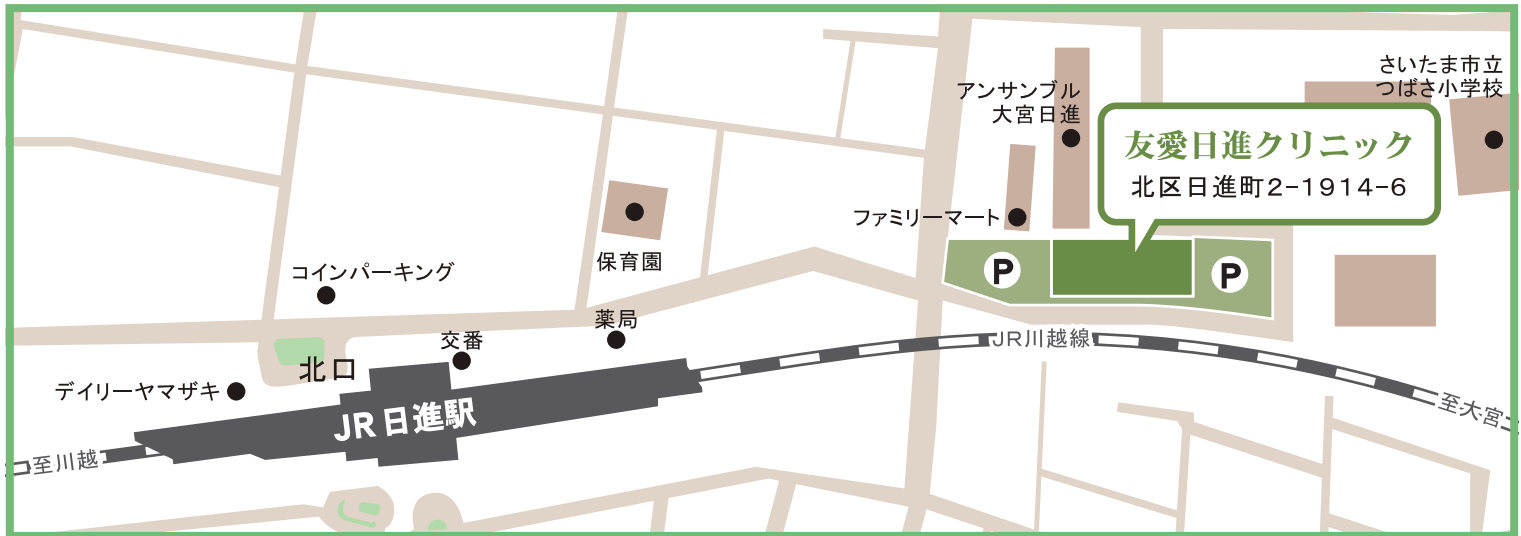 さいたま市立
つばさ小学校
アンサンブル
大宮日進
友愛日進クリニック
北区日進町2-1914-6
ファミリーマート
保育園
コインパーキング
P
P
薬局
交番
JR川越線
北口
デイリーヤマザキ
JR日進駅
至大宮
至川越